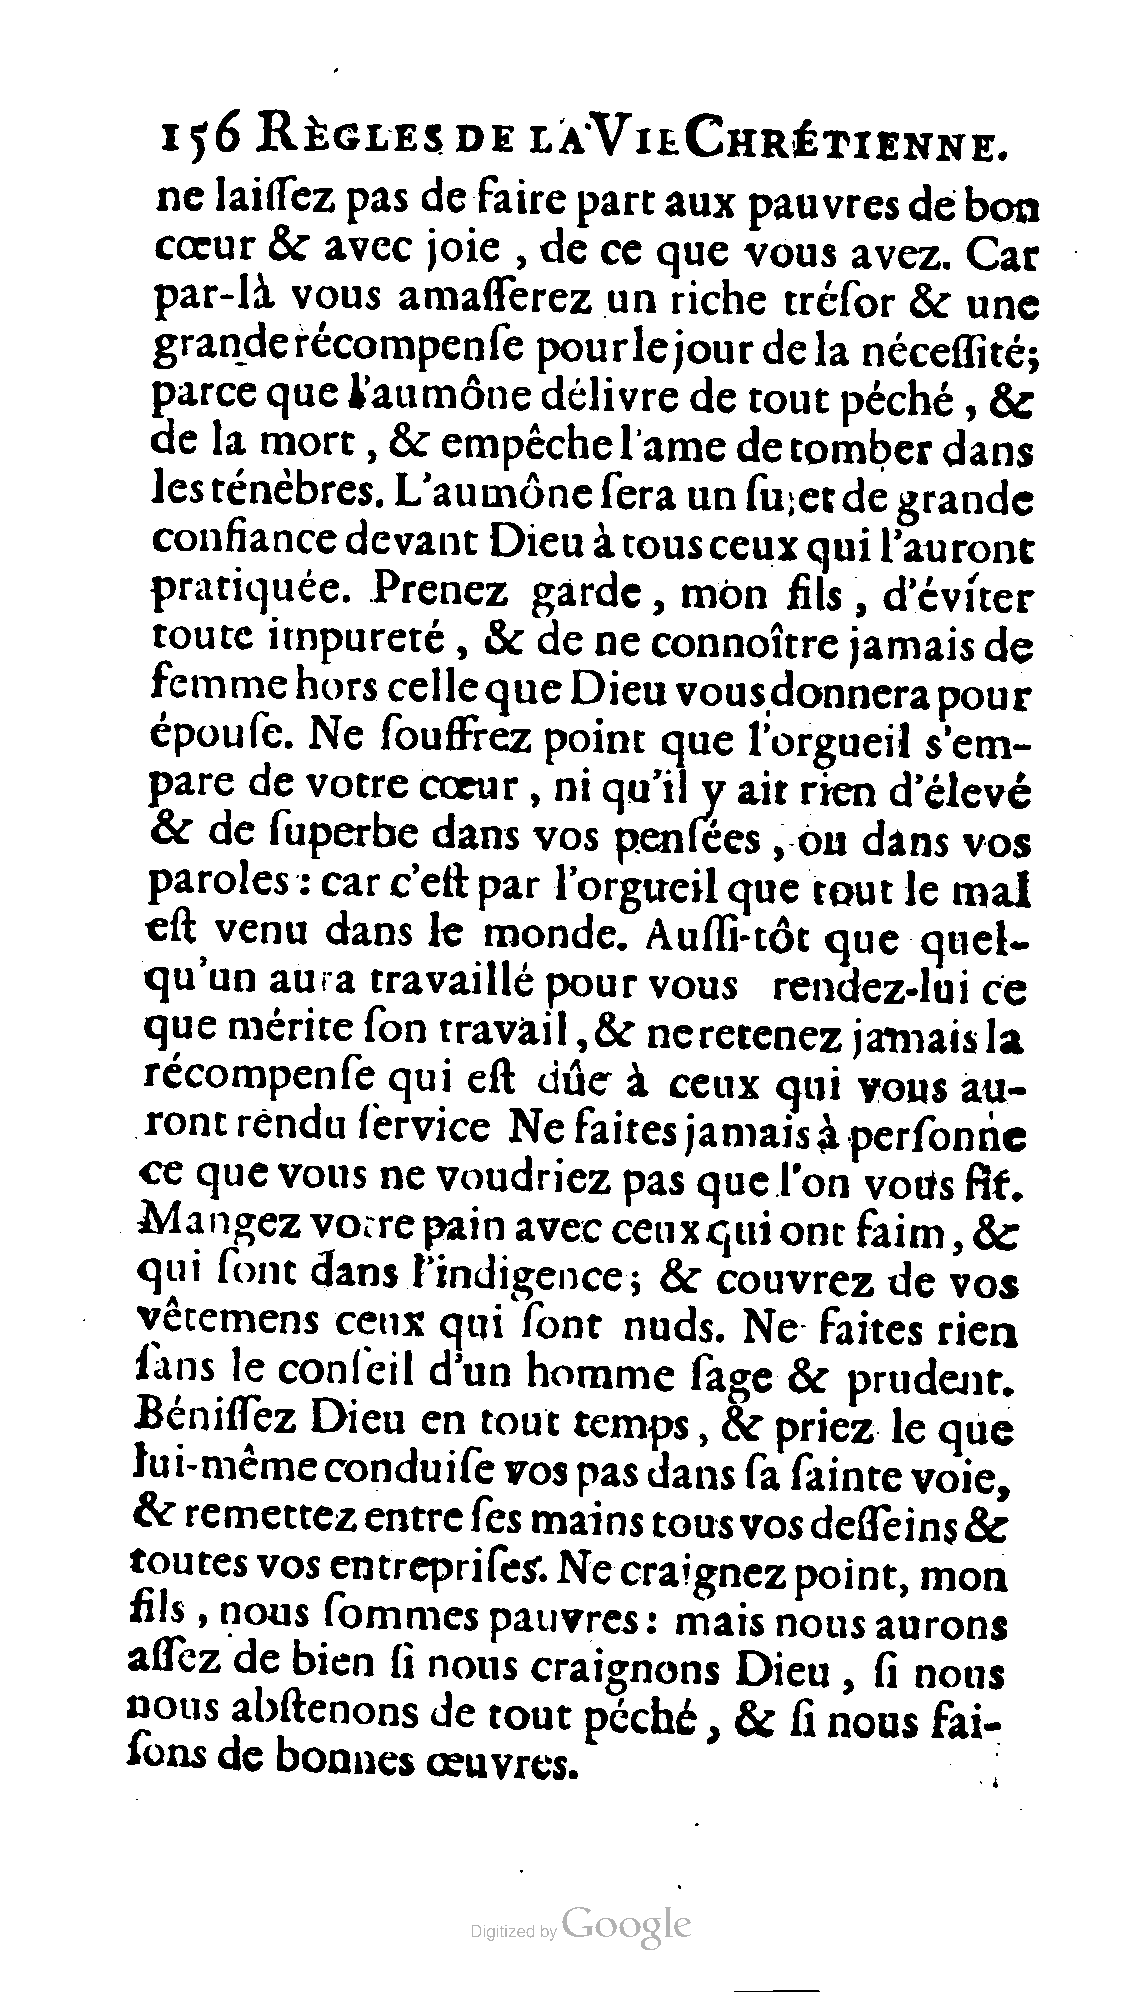 156 RÈGLES DE LA VIE CHRÉTIENNE.
ne laiſſez pas de faire part aux pauvres de bon
cœur & avec joie , de ce que vous avez. Car
par-là vous amaſſerez un riche tréſor & une
grande récompenſe pour le jour de la néceſſité;
parce que l'aumône délivre de tout péché , &
de la mort , & empêche l'ame de tomber dans
les ténèbres. L'aumône ſera un ſujet de grande
confiance devant Dieu à tous ceux qui l'auront
pratiquée. Prenez garde , mon fils , d'éviter
toute impureté , & de ne connoître jamais de
femme hors celle que Dieu vous donnera pour
épouſe. Ne ſouffrez point que l'orgueil s'em-
pare de votre cœur , ni qu'il y ait rien d'élevé
& de ſuperbe dans vos penſées , ou dans vos
paroles : car c'eſt par l'orgueil que tout le mal
eſt venu dans le monde. Auſſi-tôt que quel-
qu'un aura travaillé pour vous rendez-lui ce
que mérite ſon travail , & ne retenez jamais la
récompenſe qui eſt dûe à ceux qui vous au-
ront rendu ſervice Ne faites jamais à perſonne
ce que vous ne voudriez pas que l'on vous fît.
Mangez votre pain avec ceux qui ont faim , &
qui ſont dans l'indigence ; & couvrez de vos
vêtemens ceux qui ſont nuds. Ne faites rien
ſans le conſeil d'un homme ſage & prudent.
Béniſſez Dieu en tout temps , & priez le que
lui-même conduiſe vos pas dans ſa ſainte voie,
& remettez entre ſes mains tous vos deſſeins &
toutes vos entrepriſes. Ne craignez point, mon
fils , nous ſommes pauvres : mais nous aurons
aſſez de bien ſi nous craignons Dieu , ſi nous
nous abſtenons de tout péché , & ſi nous fai-
ſons de bonnes œuvres.
Digitized by Google